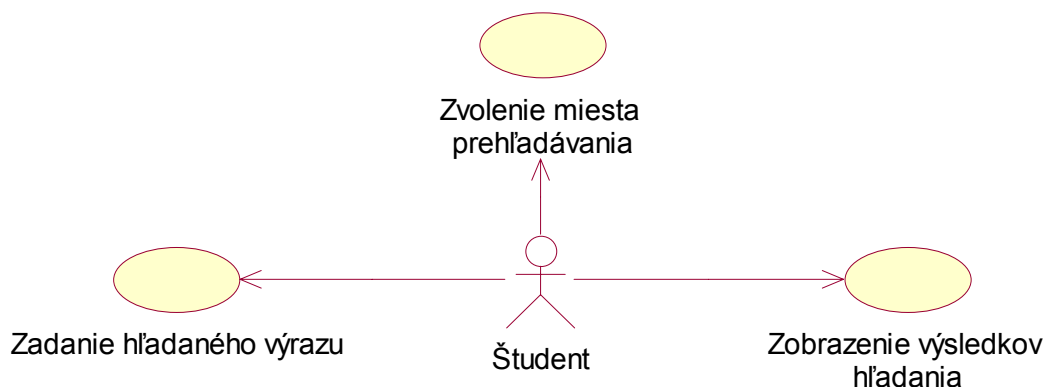 Zvolenie miesta
prehľadávania
Zadanie hľadaného výrazu
Študent
Zobrazenie výsledkov
hľadania